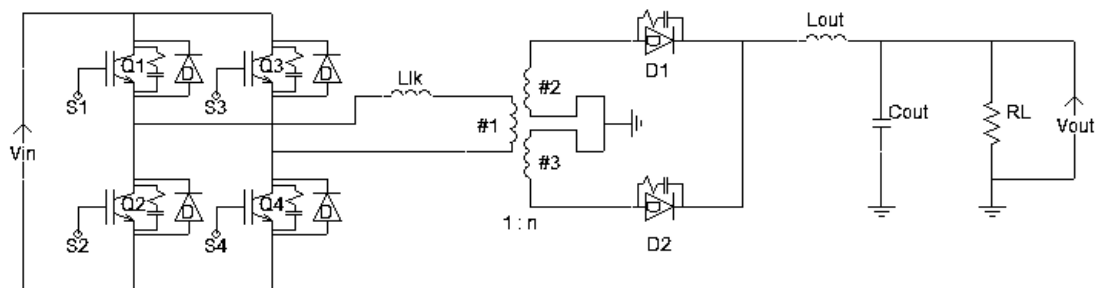 Vin
Q1
D
S1
Q3
D
S3
Q2
D
S2
Q4
D
S4
Llk
#1
#2
#3
1 : n
D
D1
D
D2
Lout
Cout
RL
Vout